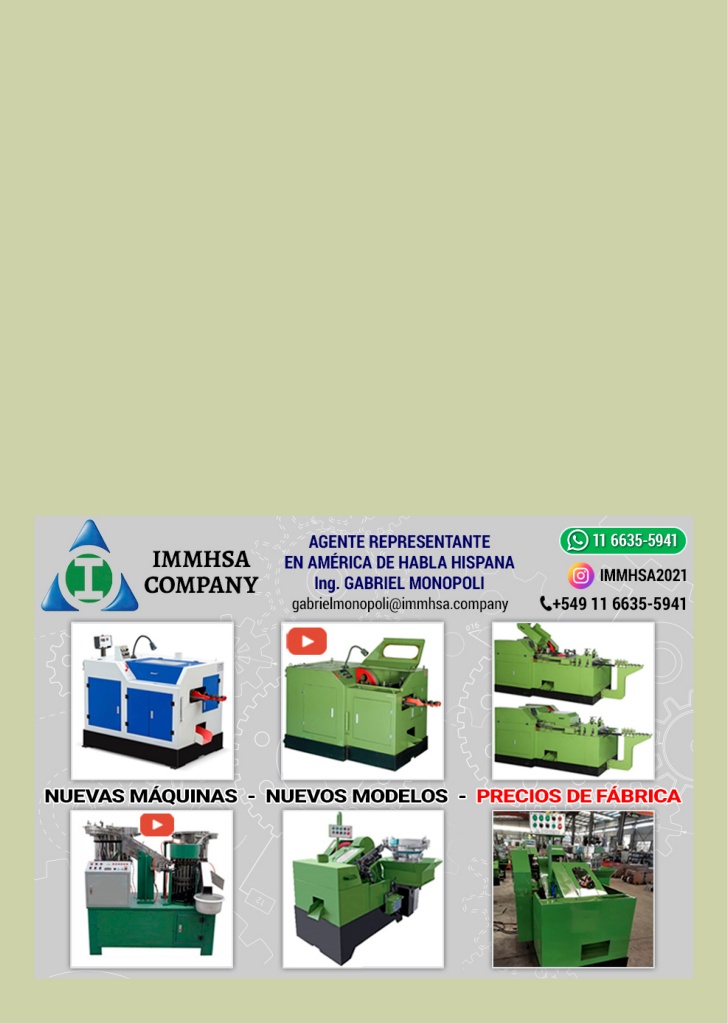 I
IMMHSA
COMPANY
AGENTE REPRESENTANTE
EN AMÉRICA DE HABLA HISPANA
Ing. GABRIEL MONOPOLI
gabrielmonopoli@immhsa.company
11 6635-5941
IMMHSA2021
+549 11 6635-5941
NUEVAS MÁQUINAS - NUEVOS MODELOS - PRECIOS DE FÁBRICA